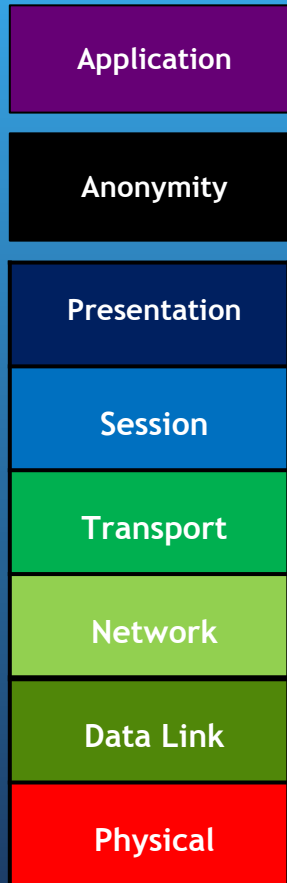 Application
Anonymity
Presentation
Session
Transport
Network
Data Link
Physical